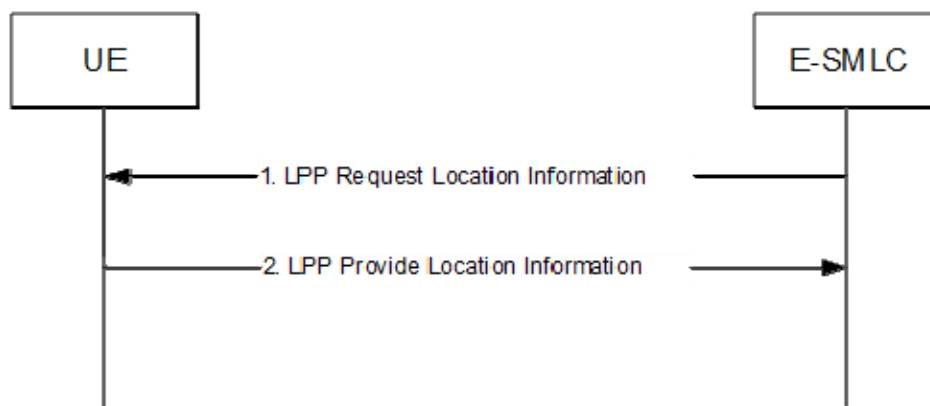 UE
E-SMLC
1. LPP Request Location Information
2. LPP Provide Location Information